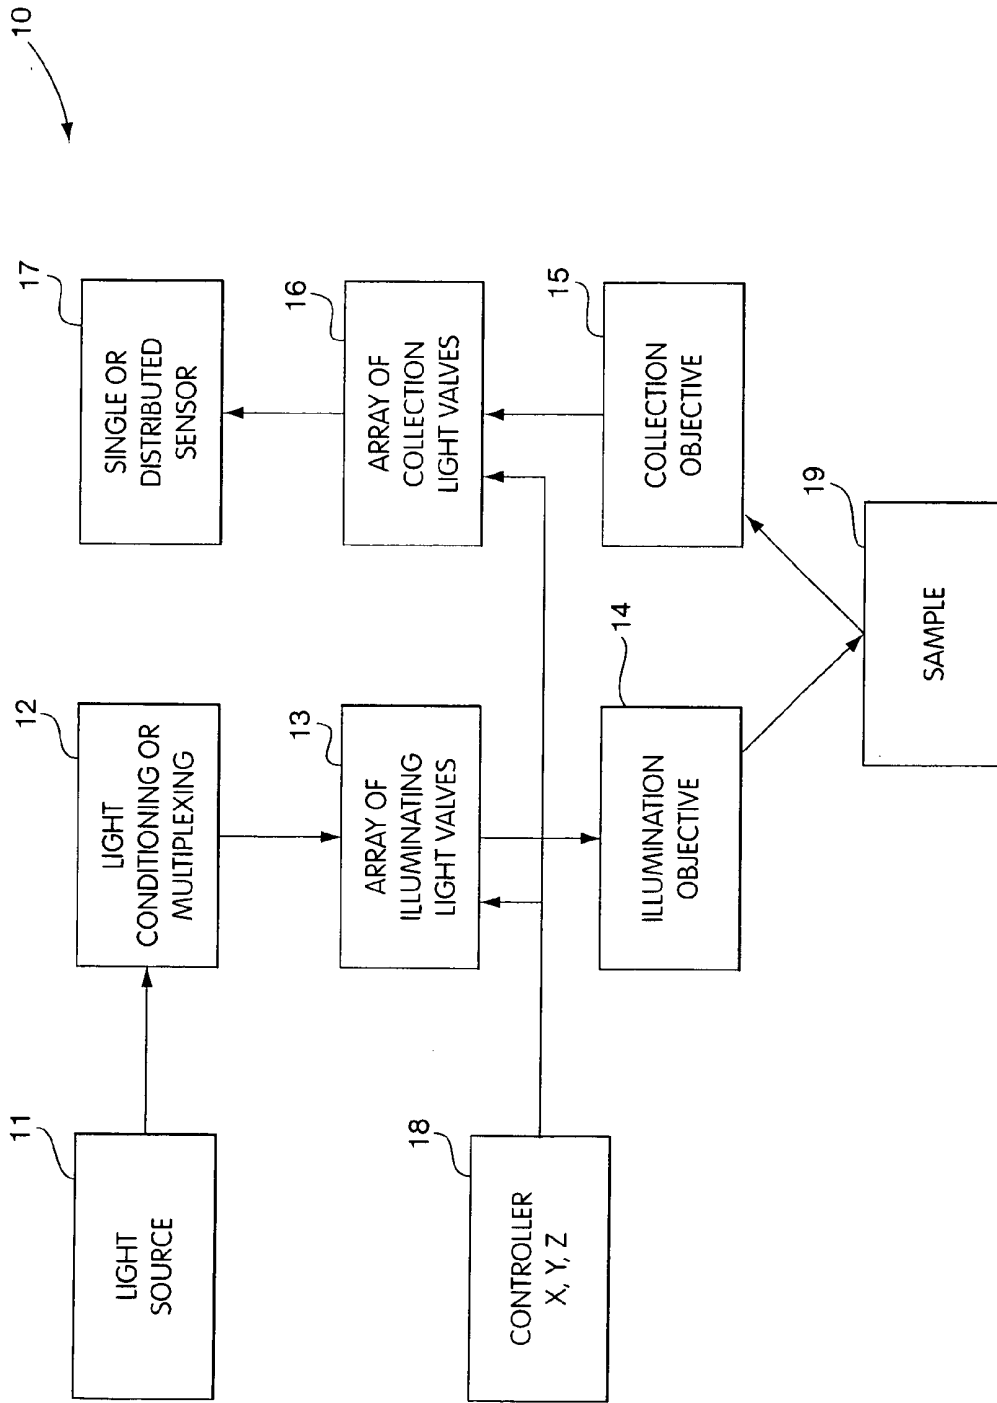 10
11
LIGHT
SOURCE
12
LIGHT
CONDITIONING OR
MULTIPLEXING
17
SINGLE OR
DISTRIBUTED
SENSOR
13
ARRAY OF
ILLUMINATING
LIGHT VALVES
16
ARRAY OF
COLLECTION
LIGHT VALVES
18
CONTROLLER
X, Y, Z
14
ILLUMINATION
OBJECTIVE
15
COLLECTION
OBJECTIVE
19
SAMPLE